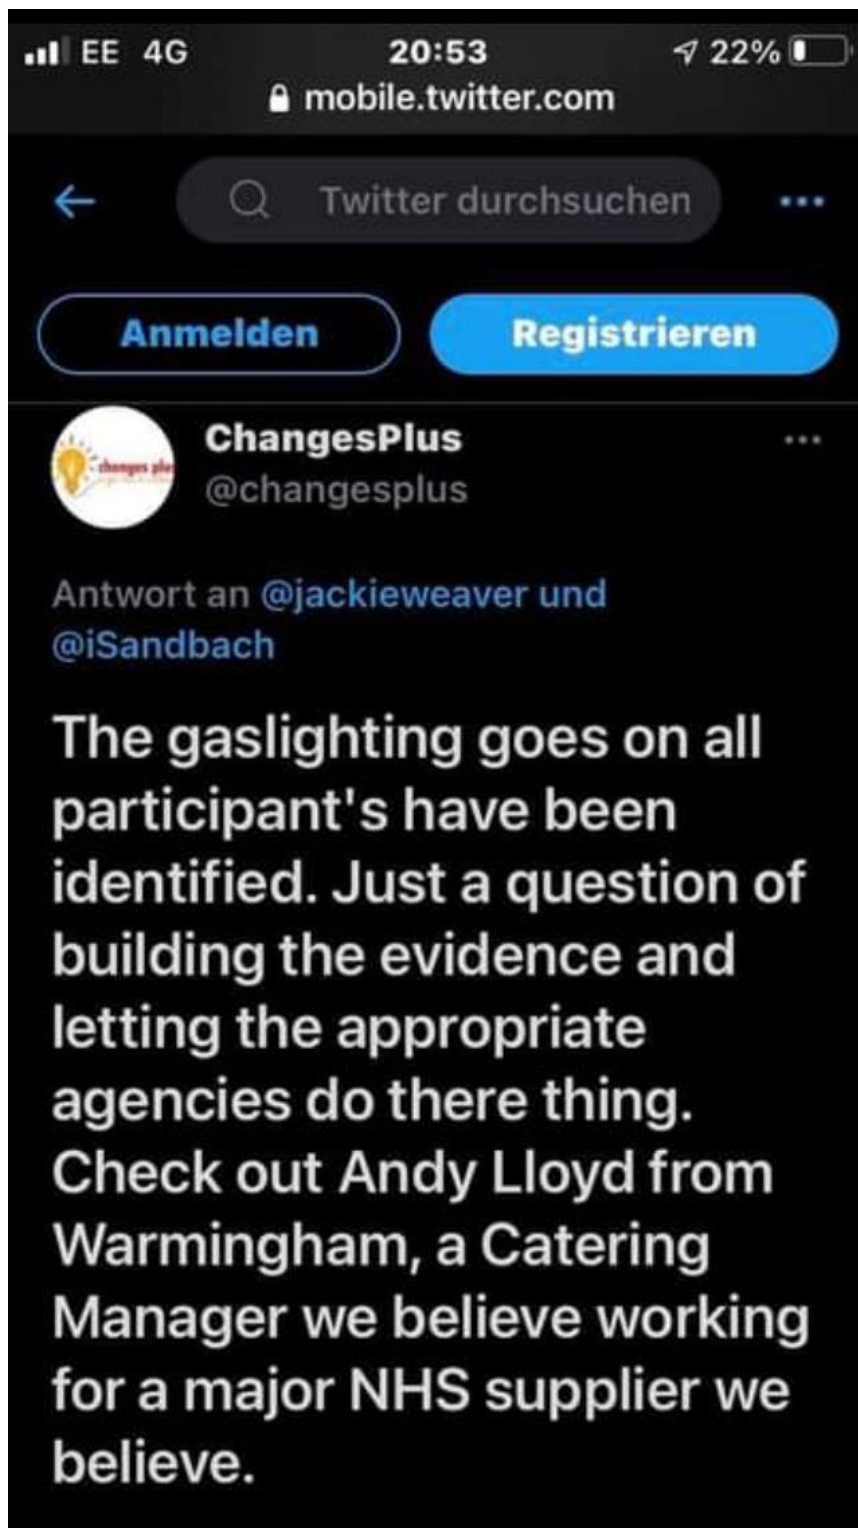 EE 4G 20:53 22%
mobile.twitter.com
Twitter durchsuchen
Anmelden Registrieren
changes plus
ChangesPlus
@changesplus
Antwort an @jackieweaver und
@iSandbach
The gaslighting goes on all
participant's have been
identified. Just a question of
building the evidence and
letting the appropriate
agencies do there thing.
Check out Andy Lloyd from
Warmingham, a Catering
Manager we believe working
for a major NHS supplier we
believe.